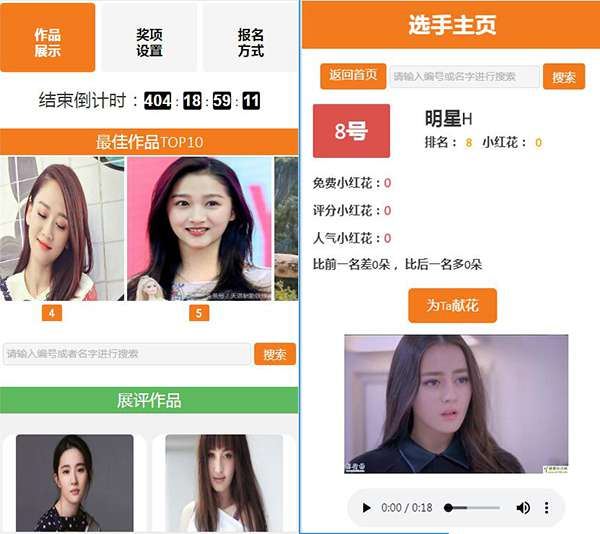 作品
展示
奖项
设置
报名
方式
结束倒计时：404:18:59:11
最佳作品TOP10
4
5
请输入编号或者名字进行搜索
搜索
展评作品
选手主页
返回首页
请输入编号或名字进行搜索
搜索
8号
明星H
排名： 8 小红花： 0
免费小红花：0
评分小红花：0
人气小红花：0
比前一名差0朵 ，比后一名多0朵
为Ta献花
0:00 / 0:18